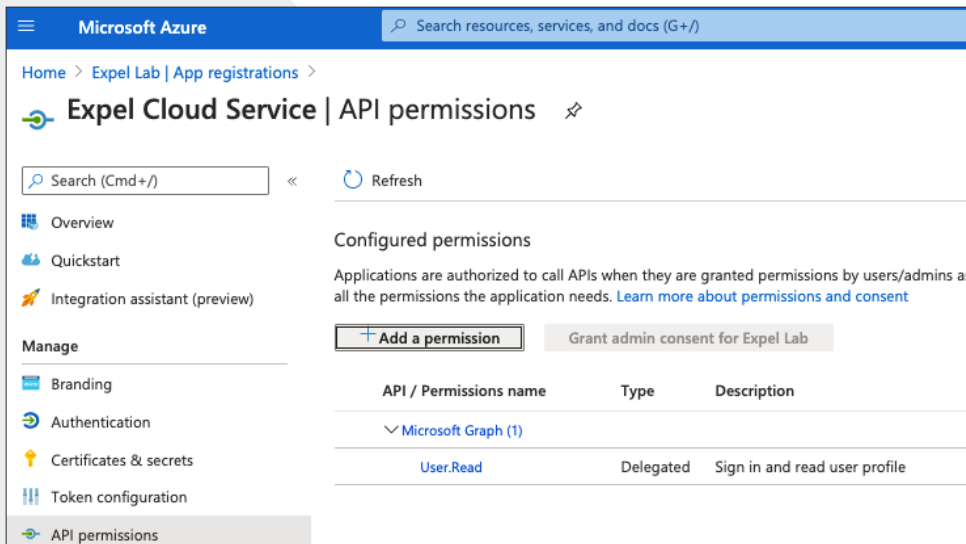 Microsoft Azure
Search resources, services, and docs (G+/)
Home > Expel Lab | App registrations >
Expel Cloud Service | API permissions
Search (Cmd+/)
«
Refresh
Overview
Quickstart
Integration assistant (preview)
Manage
Branding
Authentication
Certificates & secrets
Token configuration
API permissions
Configured permissions
Applications are authorized to call APIs when they are granted permissions by users/admins as
all the permissions the application needs. Learn more about permissions and consent
+ Add a permission
Grant admin consent for Expel Lab
API / Permissions name Type Description
Microsoft Graph (1)
User.Read Delegated Sign in and read user profile